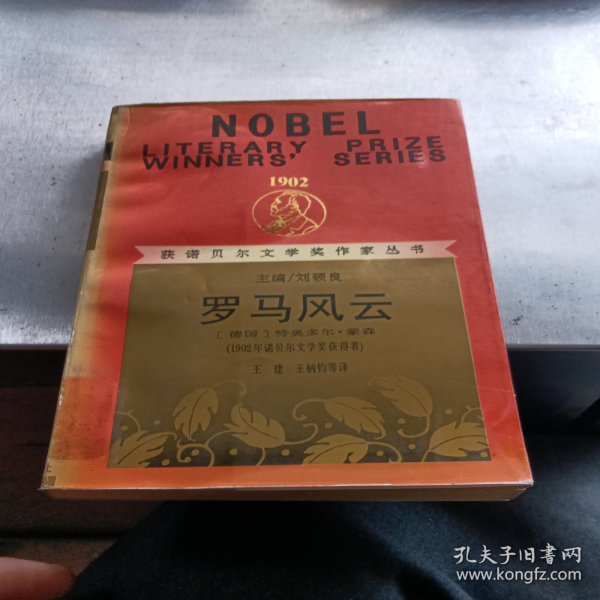 NOBEL
LITERARY PRIZE
WINNERS' SERIES
1902
获诺贝尔文学奖作家丛书
主编/刘硕良
罗马风云
[德国]特奥多尔·蒙森
(1902年诺贝尔文学奖获得者)
王 建 王柄钧等译
孔夫子旧书网
www.kongfz.com